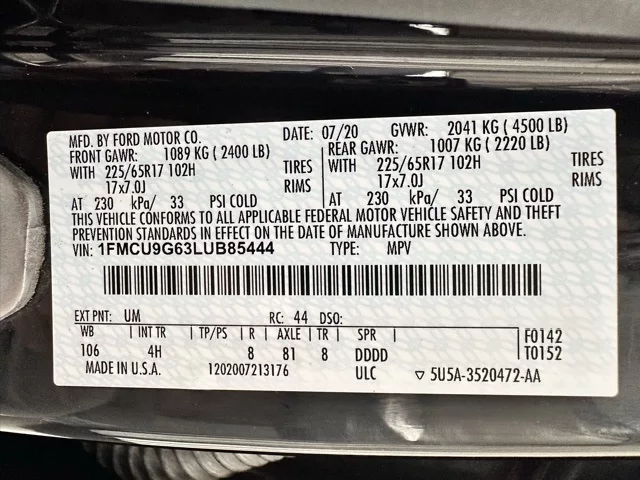 MFD. BY FORD MOTOR CO. DATE: 07/20 GVWR: 2041 KG ( 4500 LB)
FRONT GAWR: 1089 KG ( 2400 LB) REAR GAWR: 1007 KG ( 2220 LB)
WITH 225/65R17 102H TIRES WITH 225/65R17 102H TIRES
17x7.0J RIMS 17x7.0J RIMS
AT 230 kPa/ 33 PSI COLD AT 230 kPa/ 33 PSI COLD
THIS VEHICLE CONFORMS TO ALL APPLICABLE FEDERAL MOTOR VEHICLE SAFETY AND THEFT
PREVENTION STANDARDS IN EFFECT ON THE DATE OF MANUFACTURE SHOWN ABOVE.
VIN: 1FMCU9G63LUB85444 TYPE: MPV
EXT PNT: UM RC: 44 DSO:
WB INT TR TP/PS R AXLE TR SPR F0142
106 4H 8 81 8 DDDD T0152
MADE IN U.S.A. 1202007213176 ULC ▽ 5U5A-3520472-AA